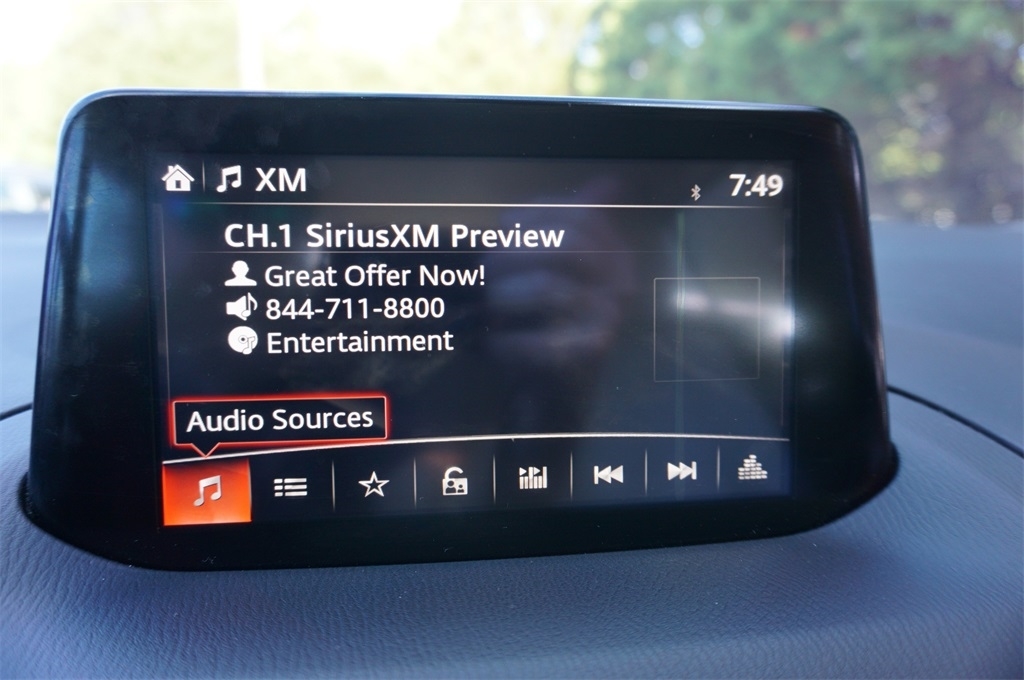 XM
7:49
CH.1 SiriusXM Preview
Great Offer Now!
844-711-8800
Entertainment
Audio Sources